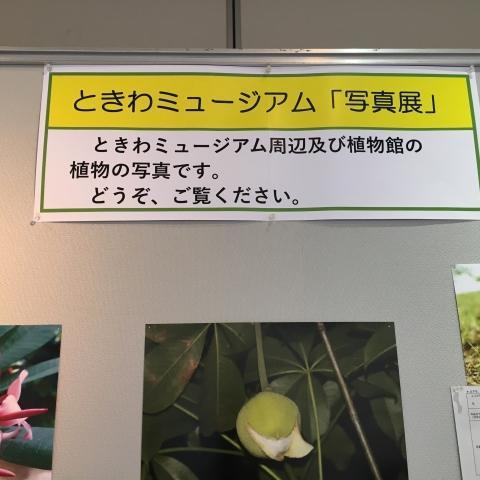 ときわミュージアム「写真展」
ときわミュージアム周辺及び植物館の
植物の写真です。
どうぞ、ご覧ください。